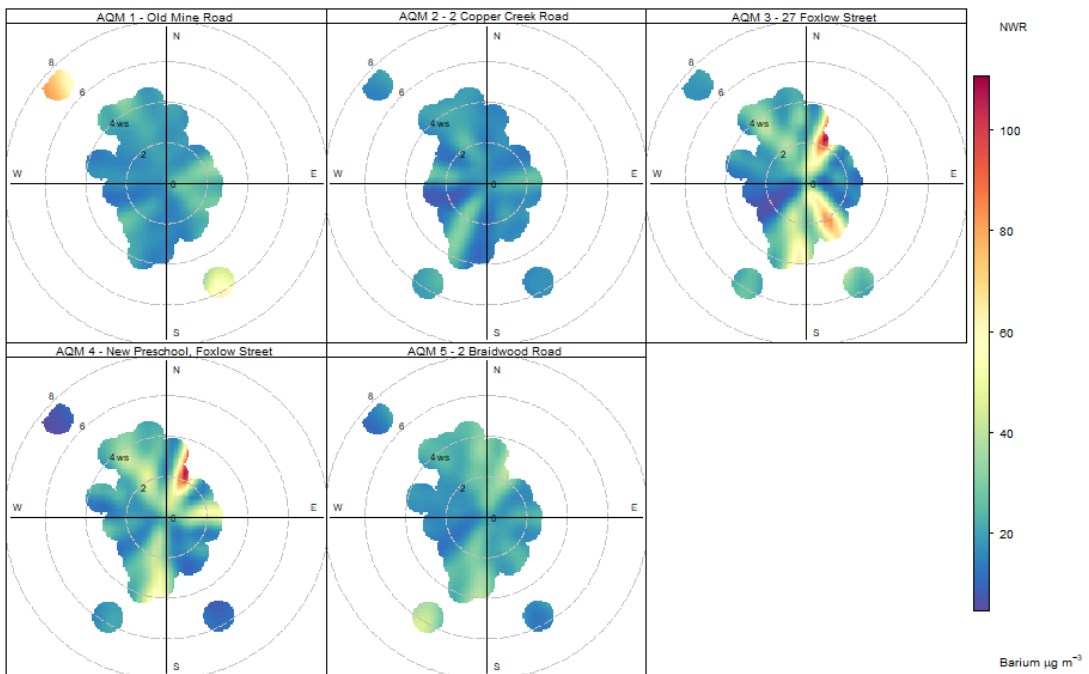 AQM 1 - Old Mine Road
AQM 2 - 2 Copper Creek Road
AQM 3 - 27 Foxlow Street
NWR
N
8
6
4 ws
2
0
W
E
S
N
8
6
4 ws
2
0
W
E
S
N
8
6
4 ws
2
0
W
E
S
100
80
60
40
20
AQM 4 - New Preschool, Foxlow Street
AQM 5 - 2 Braidwood Road
N
8
6
4 ws
2
0
W
E
S
N
8
6
4 ws
2
0
W
E
S
Barium μg m⁻³